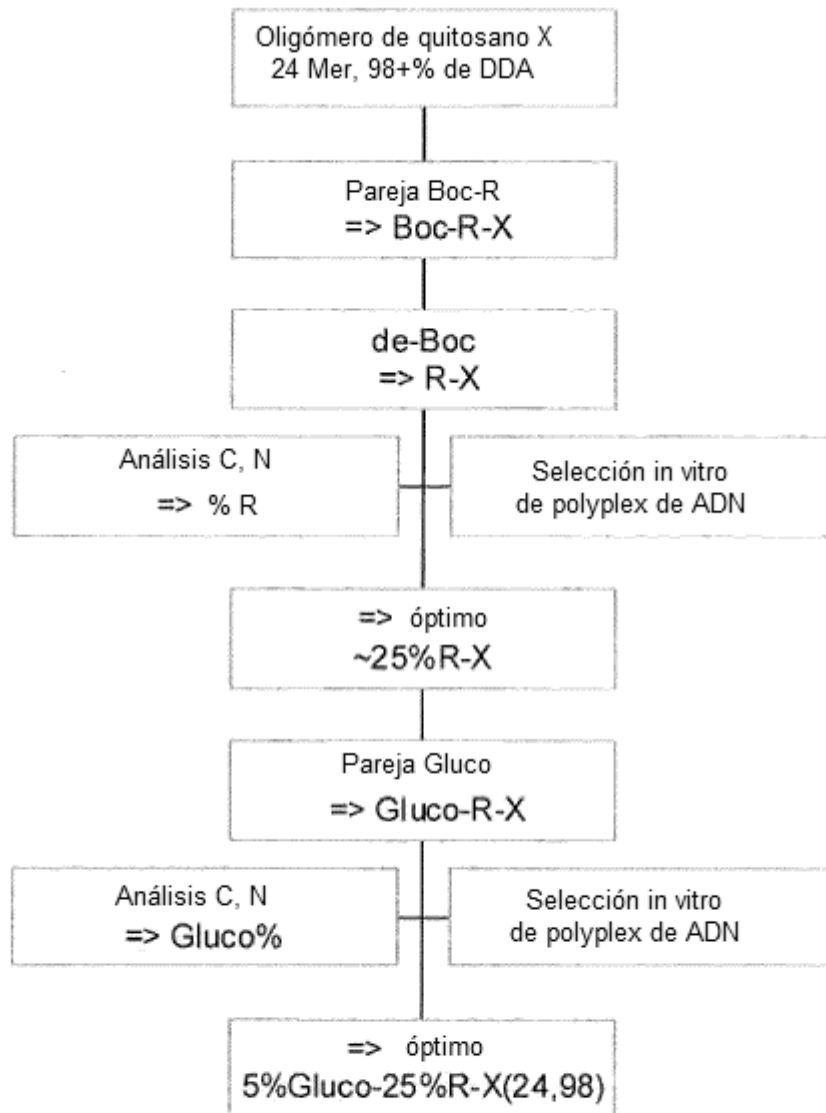 Oligómero de quitosano X
24 Mer, 98+% de DDA
Pareja Boc-R
=> Boc-R-X
de-Boc
=> R-X
Análisis C, N
=> % R
Selección in vitro
de polyplex de ADN
=> óptimo
~25%R-X
Pareja Gluco
=> Gluco-R-X
Análisis C, N
=> Gluco%
Selección in vitro
de polyplex de ADN
=> óptimo
5%Gluco-25%R-X(24,98)